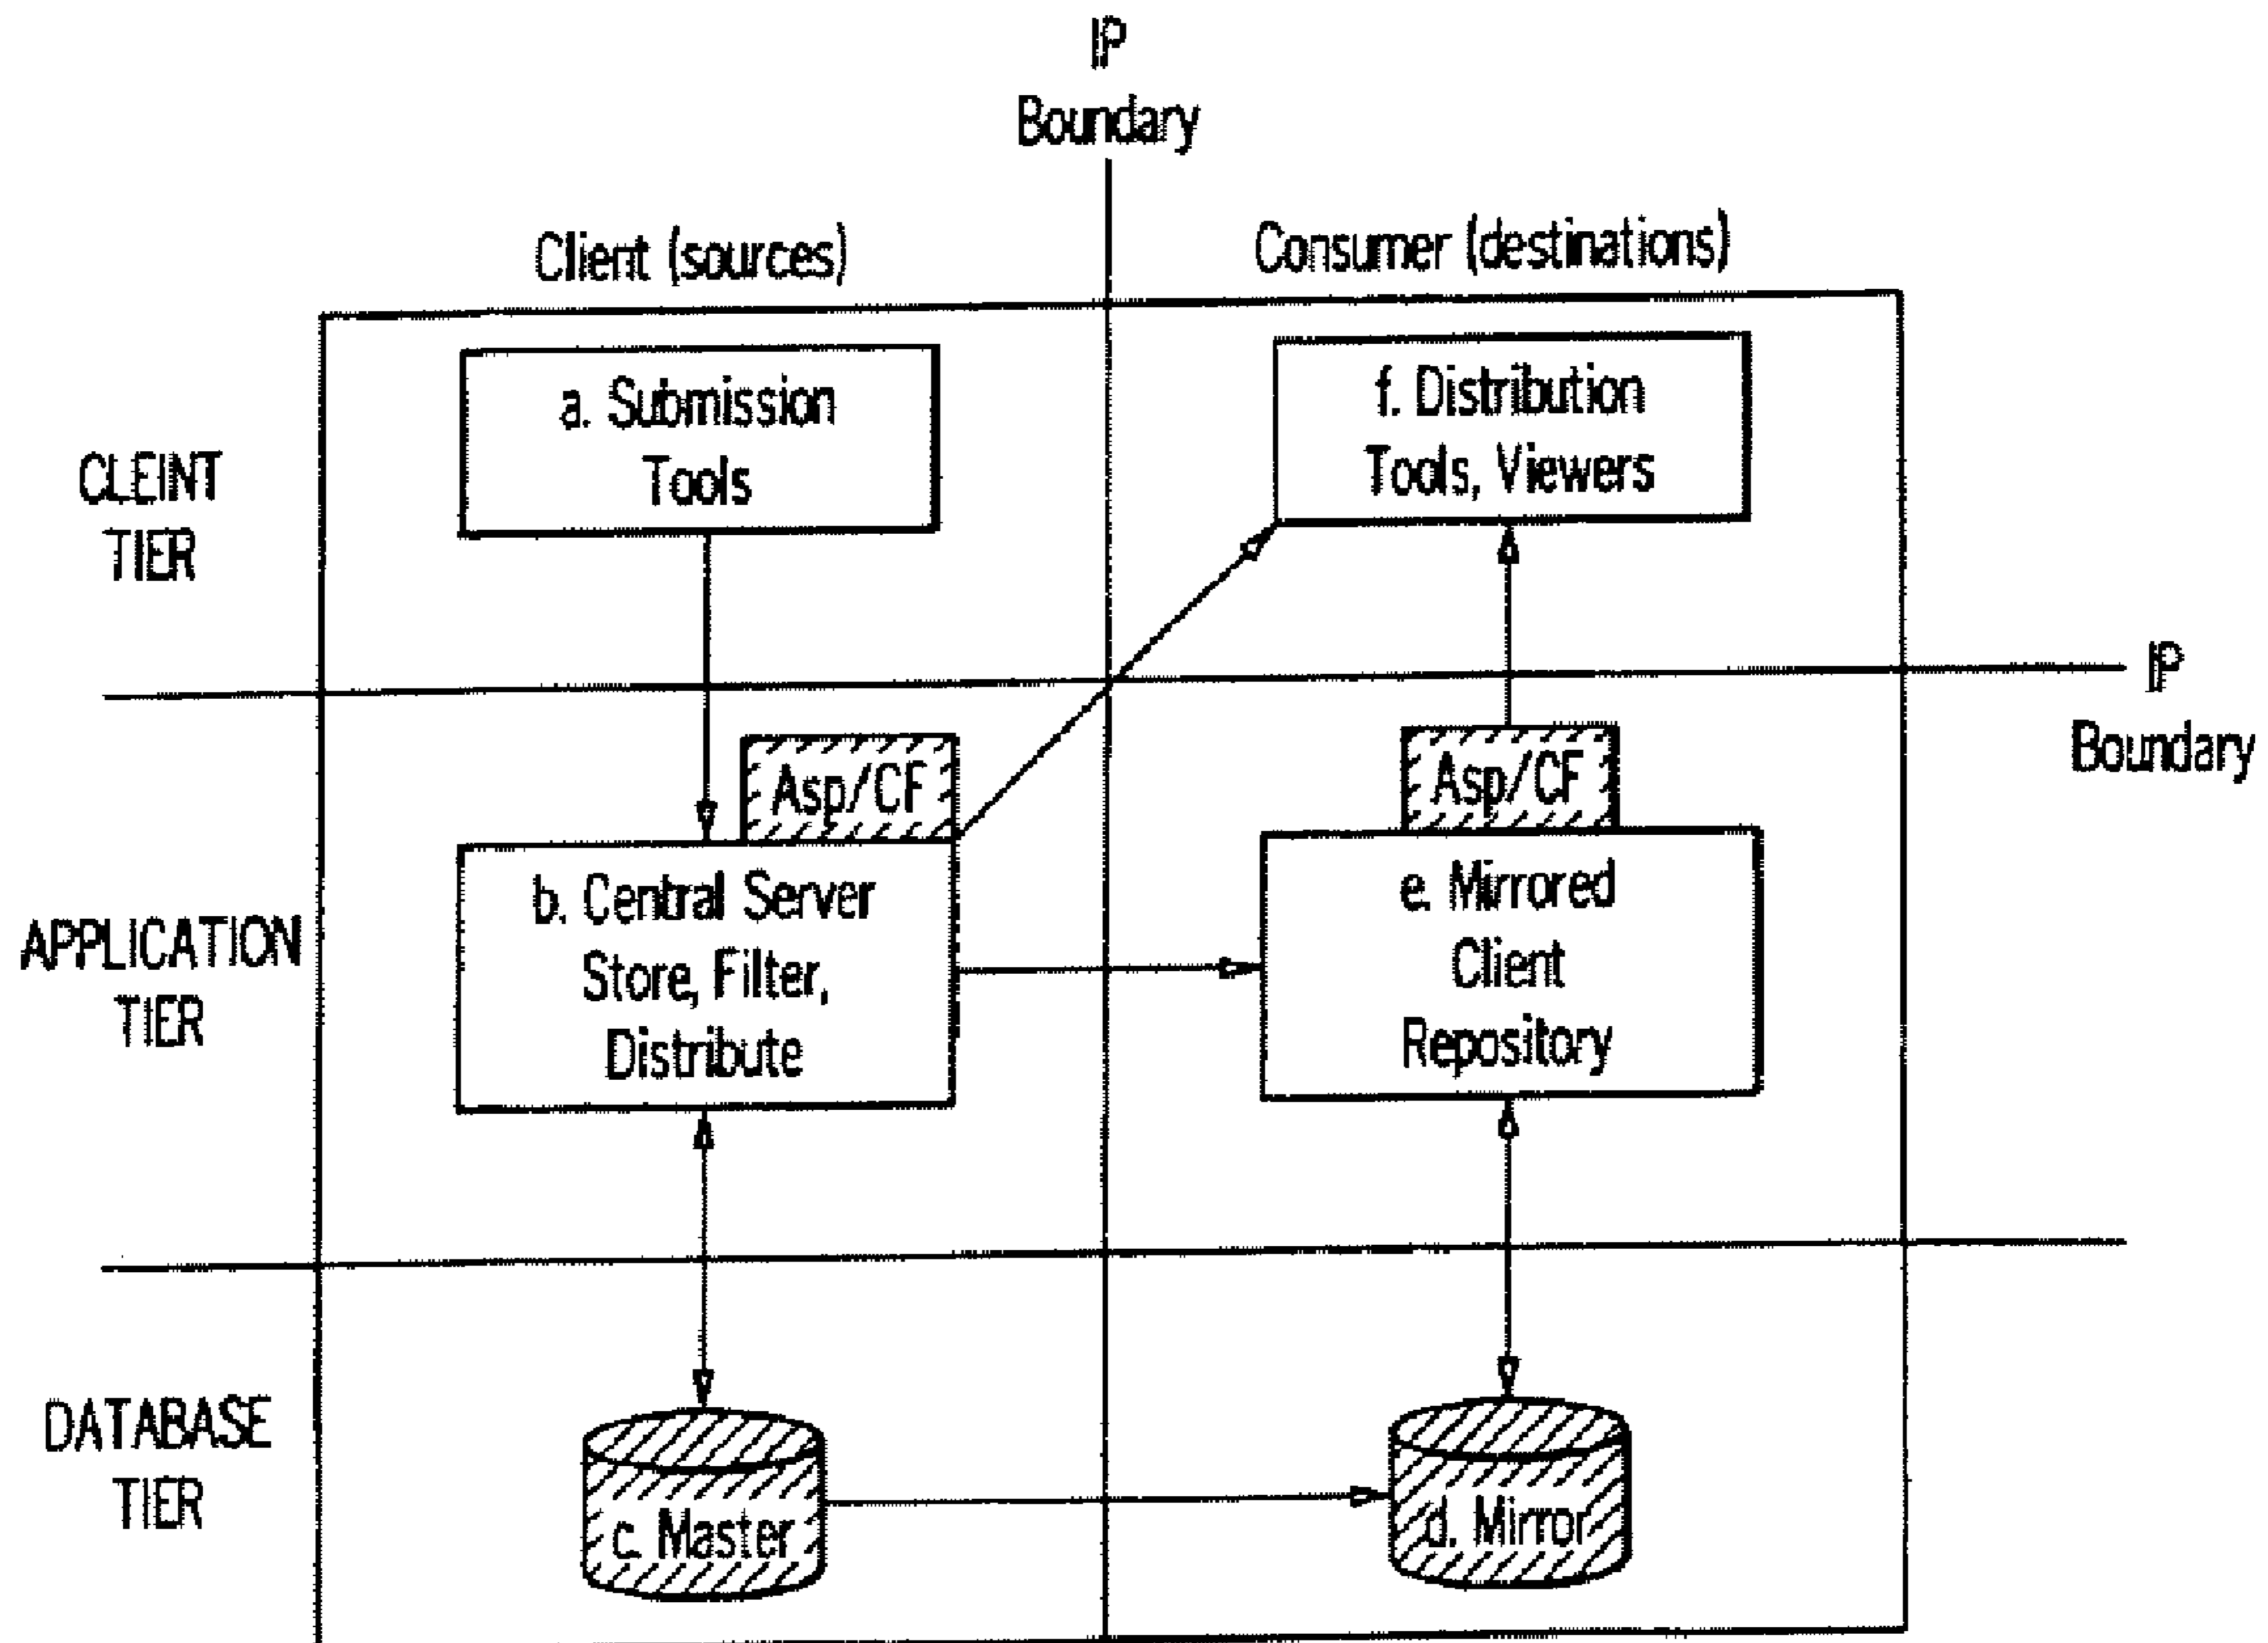 IP
Boundary
Client (sources)
Consumer (destinations)
CLEINT
TIER
a. Submission
Tools
f. Distribution
Tools, Viewers
IP
Boundary
APPLICATION
TIER
Asp/CF
b. Central Server
Store, Filter,
Distribute
Asp/CF
e. Mirrored
Client
Repository
DATABASE
TIER
c. Master
d. Mirror